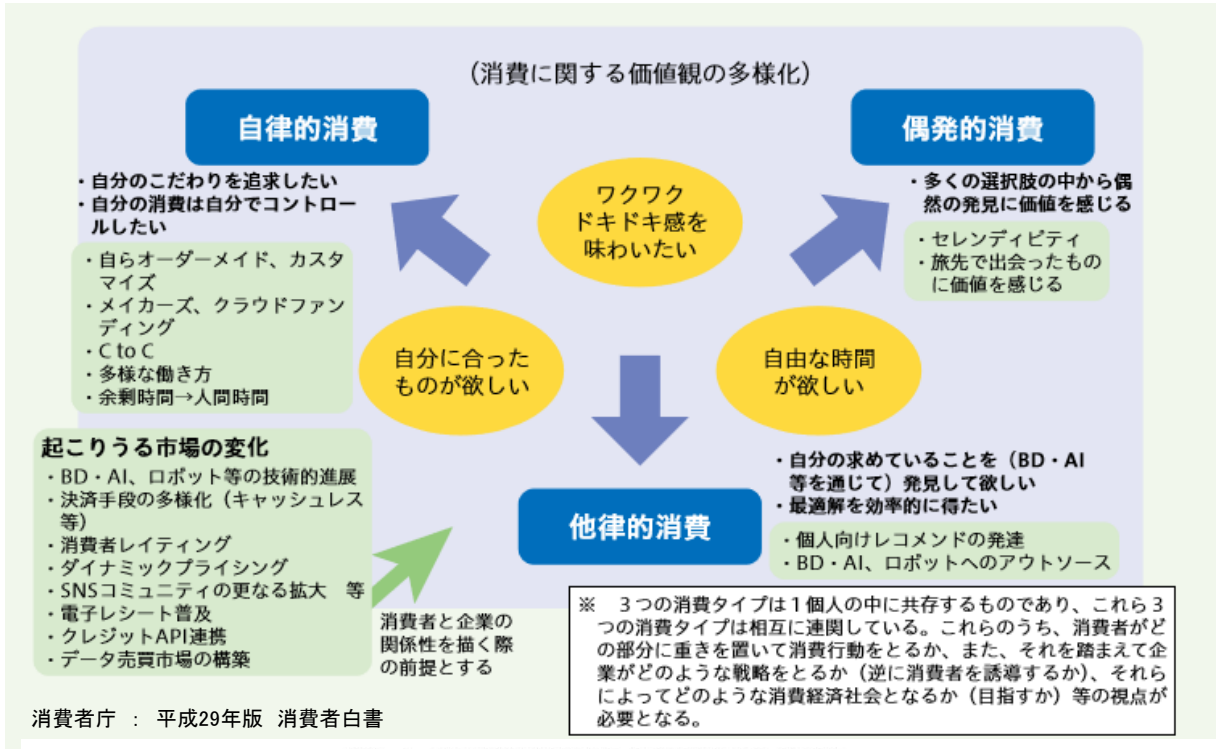 （消費に関する価値観の多様化）
自律的消費
・自分のこだわりを追求したい
・自分の消費は自分でコントロー
ルしたい
・自らオーダーメイド、カスタ
マイズ
・メイカーズ、クラウドファン
ディング
・C to C
・多様な働き方
・余剰時間→人間時間
偶発的消費
・多くの選択肢の中から偶
然の発見に価値を感じる
・セレンディピティ
・旅先で出会ったもの
に価値を感じる
ワクワク
ドキドキ感を
味わいたい
自分に合った
ものが欲しい
自由な時間
が欲しい
起こりうる市場の変化
・BD・AI、ロボット等の技術的進展
・決済手段の多様化（キャッシュレス
等）
・消費者レイティング
・ダイナミックプライシング
・SNSコミュニティの更なる拡大　等
・電子レシート普及
・クレジットAPI連携
・データ売買市場の構築
消費者と企業の
関係性を描く際
の前提とする
他律的消費
・自分の求めていることを（BD・AI
等を通じて）発見して欲しい
・最適解を効率的に得たい
・個人向けレコメンドの発達
・BD・AI、ロボットへのアウトソース
※　３つの消費タイプは１個人の中に共存するものであり、これら３
つの消費タイプは相互に連関している。これらのうち、消費者がど
の部分に重きを置いて消費行動をとるか、また、それを踏まえて企
業がどのような戦略をとるか（逆に消費者を誘導するか）、それら
によってどのような消費経済社会となるか（目指すか）等の視点が
必要となる。
消費者庁 ： 平成29年版 消費者白書